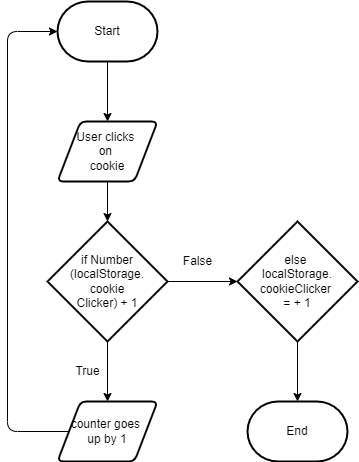 Start
User clicks
on
cookie
if Number
(localStorage.
cookie
Clicker) + 1
False
else
localStorage.
cookieClicker
= + 1
True
counter goes
up by 1
End